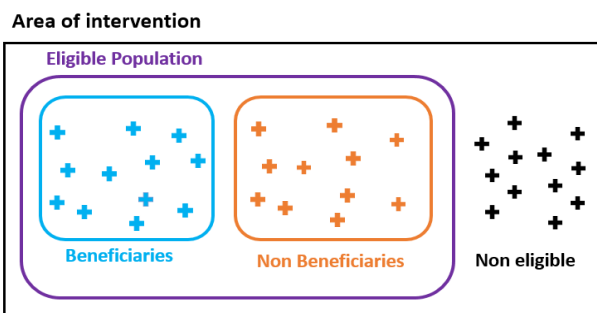 Area of intervention
Eligible Population
Beneficiaries
Non Beneficiaries
Non eligible